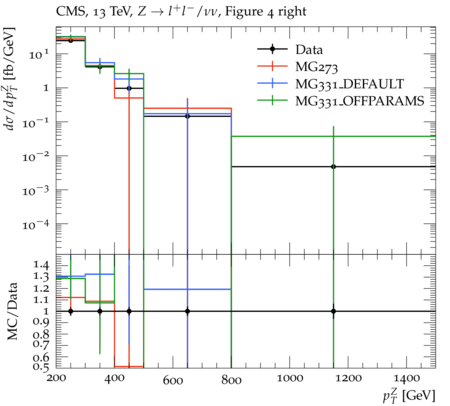 CMS, 13 TeV, Z → l⁺l⁻/νν, Figure 4 right
dσ/dp_T^Z [fb/GeV]
10¹
1
10⁻¹
10⁻²
10⁻³
10⁻⁴
Data
MG273
MG331_DEFAULT
MG331_OFFPARAMS
MC/Data
1.4
1.3
1.2
1.1
1
0.9
0.8
0.7
0.6
0.5
200 400 600 800 1000 1200 1400
p_T^Z [GeV]